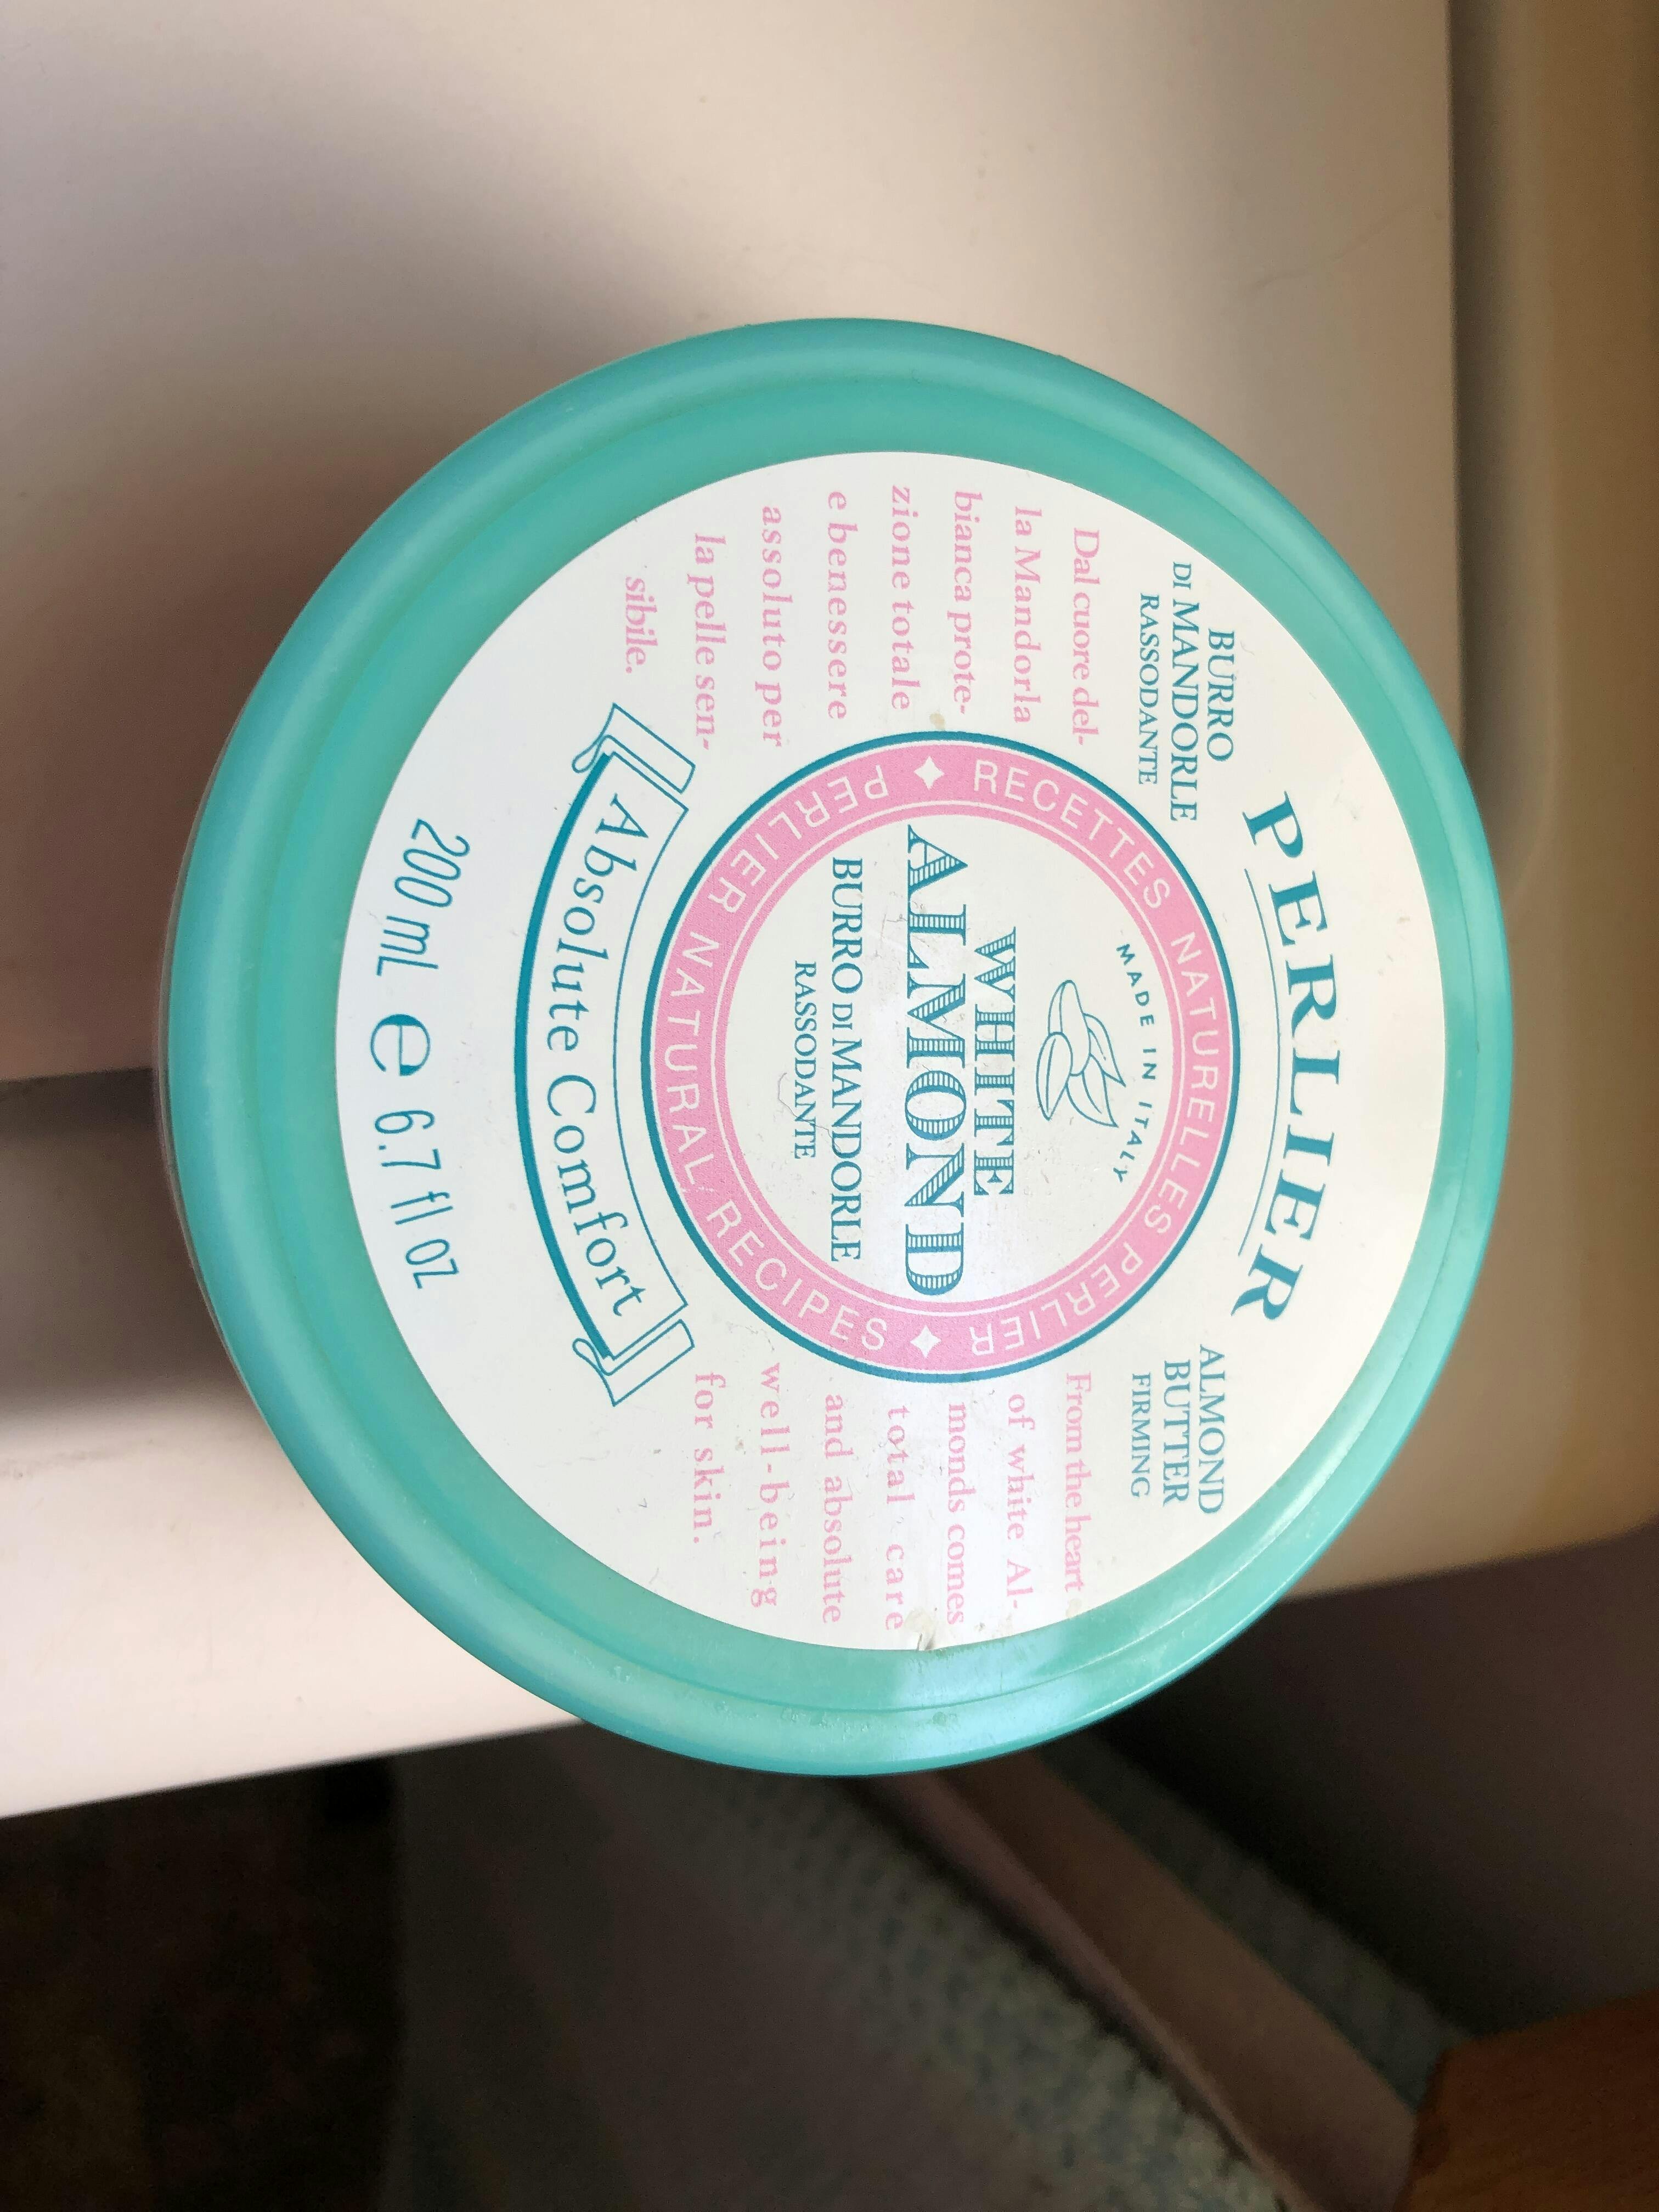 PERLIER
BURRO
DI MANDORLE
RASSODANTE
Dal cuore del-
la Mandorla
bianca prote-
zione totale
e benessere
assoluto per
la pelle sen-
sibile.
RECETTES NATURELLES PERLIER
MADE IN ITALY
WHITE
ALMOND
BURRO DI MANDORLE
RASSODANTE
PERLIER NATURAL RECIPES
ALMOND
BUTTER
FIRMING
From the heart
of white Al-
monds comes
total care
and absolute
well-being
for skin.
Absolute Comfort
200 mL e 6.7 fl oz